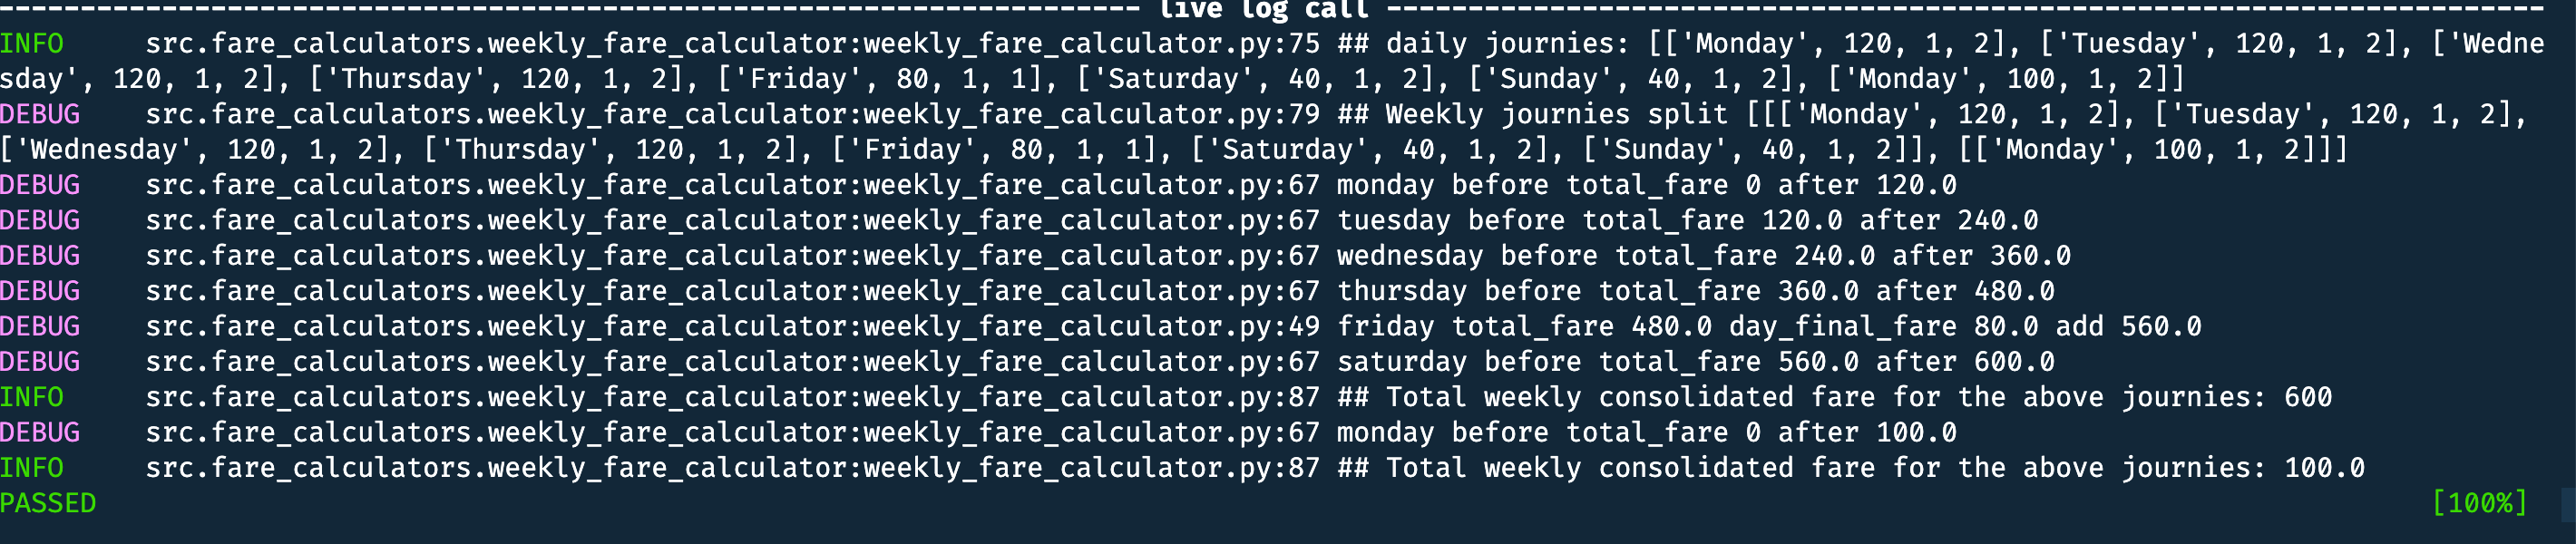 ---------------------------------------------------------------------- live log call -----------------------------------------------------------------------
INFO     src.fare_calculators.weekly_fare_calculator:weekly_fare_calculator.py:75 ## daily journies: [['Monday', 120, 1, 2], ['Tuesday', 120, 1, 2], ['Wedne
sday', 120, 1, 2], ['Thursday', 120, 1, 2], ['Friday', 80, 1, 1], ['Saturday', 40, 1, 2], ['Sunday', 40, 1, 2], ['Monday', 100, 1, 2]]
DEBUG    src.fare_calculators.weekly_fare_calculator:weekly_fare_calculator.py:79 ## Weekly journies split [[['Monday', 120, 1, 2], ['Tuesday', 120, 1, 2],
['Wednesday', 120, 1, 2], ['Thursday', 120, 1, 2], ['Friday', 80, 1, 1], ['Saturday', 40, 1, 2], ['Sunday', 40, 1, 2]], [['Monday', 100, 1, 2]]]
DEBUG    src.fare_calculators.weekly_fare_calculator:weekly_fare_calculator.py:67 monday before total_fare 0 after 120.0
DEBUG    src.fare_calculators.weekly_fare_calculator:weekly_fare_calculator.py:67 tuesday before total_fare 120.0 after 240.0
DEBUG    src.fare_calculators.weekly_fare_calculator:weekly_fare_calculator.py:67 wednesday before total_fare 240.0 after 360.0
DEBUG    src.fare_calculators.weekly_fare_calculator:weekly_fare_calculator.py:67 thursday before total_fare 360.0 after 480.0
DEBUG    src.fare_calculators.weekly_fare_calculator:weekly_fare_calculator.py:49 friday total_fare 480.0 day_final_fare 80.0 add 560.0
DEBUG    src.fare_calculators.weekly_fare_calculator:weekly_fare_calculator.py:67 saturday before total_fare 560.0 after 600.0
INFO     src.fare_calculators.weekly_fare_calculator:weekly_fare_calculator.py:87 ## Total weekly consolidated fare for the above journies: 600
DEBUG    src.fare_calculators.weekly_fare_calculator:weekly_fare_calculator.py:67 monday before total_fare 0 after 100.0
INFO     src.fare_calculators.weekly_fare_calculator:weekly_fare_calculator.py:87 ## Total weekly consolidated fare for the above journies: 100.0
PASSED [100%]